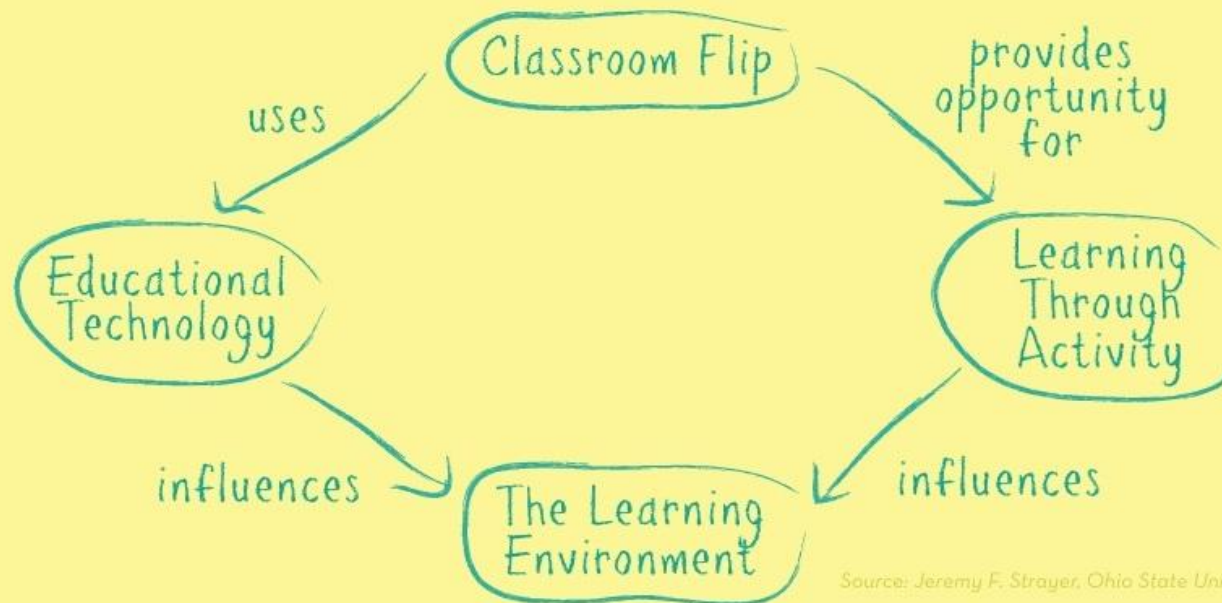 Classroom Flip
uses
provides
opportunity
for
Educational
Technology
Learning
Through
Activity
influences
influences
The Learning
Environment
Source: Jeremy F. Strayer, Ohio State